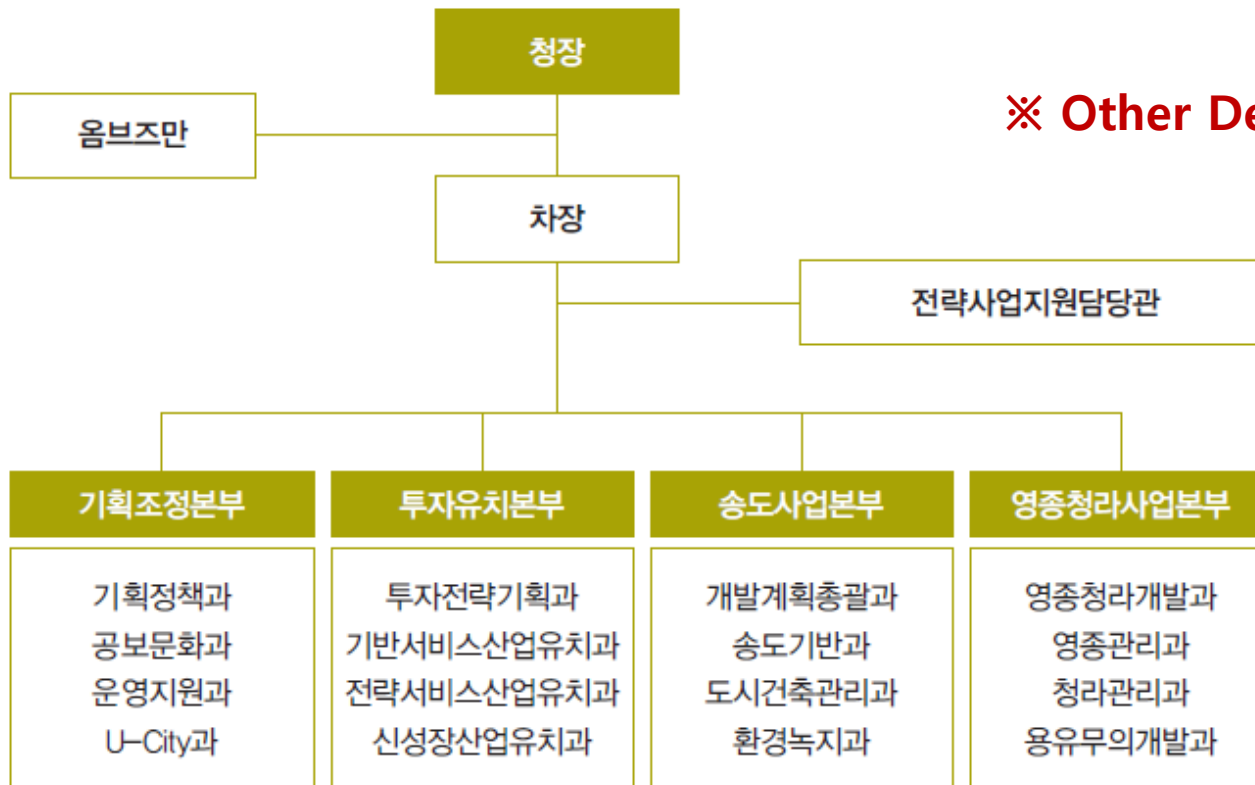 청장
옴브즈만
※ Other De
차장
전략사업지원담당관
기획조정본부
투자유치본부
송도사업본부
영종청라사업본부
기획정책과
공보문화과
운영지원과
U-City과
투자전략기획과
기반서비스산업유치과
전략서비스산업유치과
신성장산업유치과
개발계획총괄과
송도기반과
도시건축관리과
환경녹지과
영종청라개발과
영종관리과
청라관리과
용유무의개발과